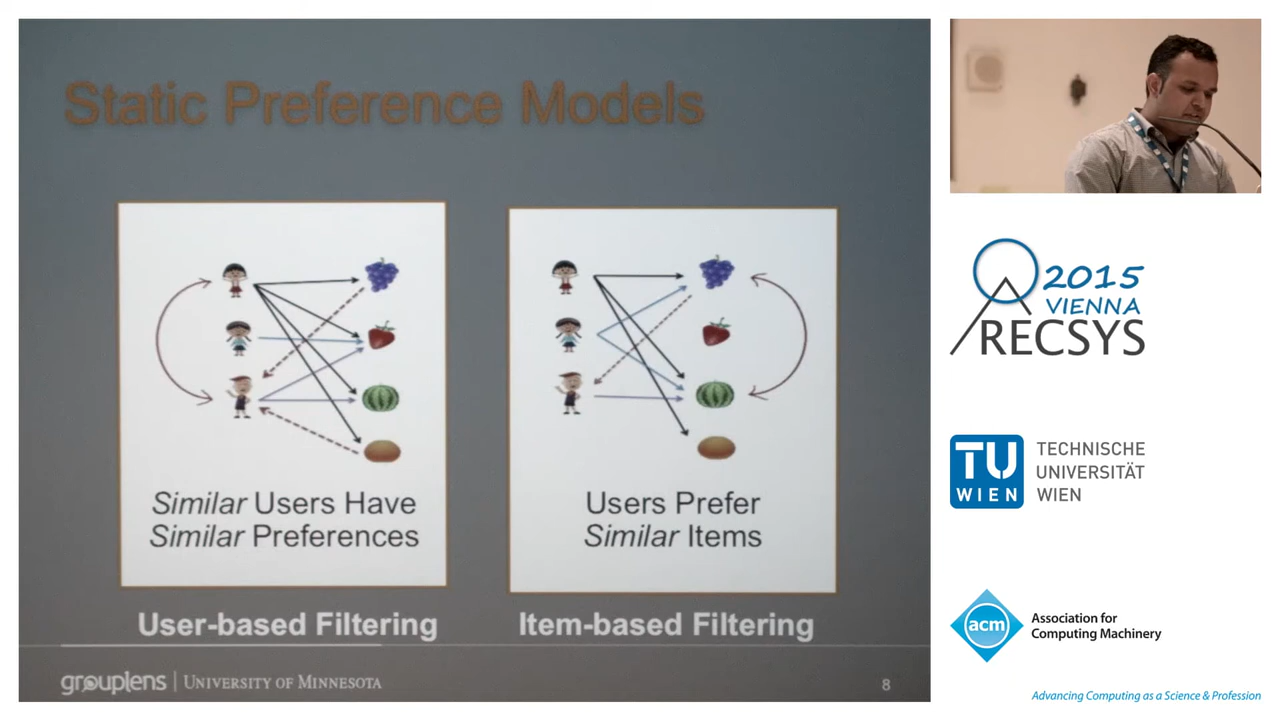 Static Preference Models
Similar Users Have
Similar Preferences
User-based Filtering
Users Prefer
Similar Items
Item-based Filtering
grouplens | UNIVERSITY OF MINNESOTA
8
2015
VIENNA
RECSYS
TU
WIEN
TECHNISCHE
UNIVERSITÄT
WIEN
acm
Association for
Computing Machinery
Advancing Computing as a Science & Profession